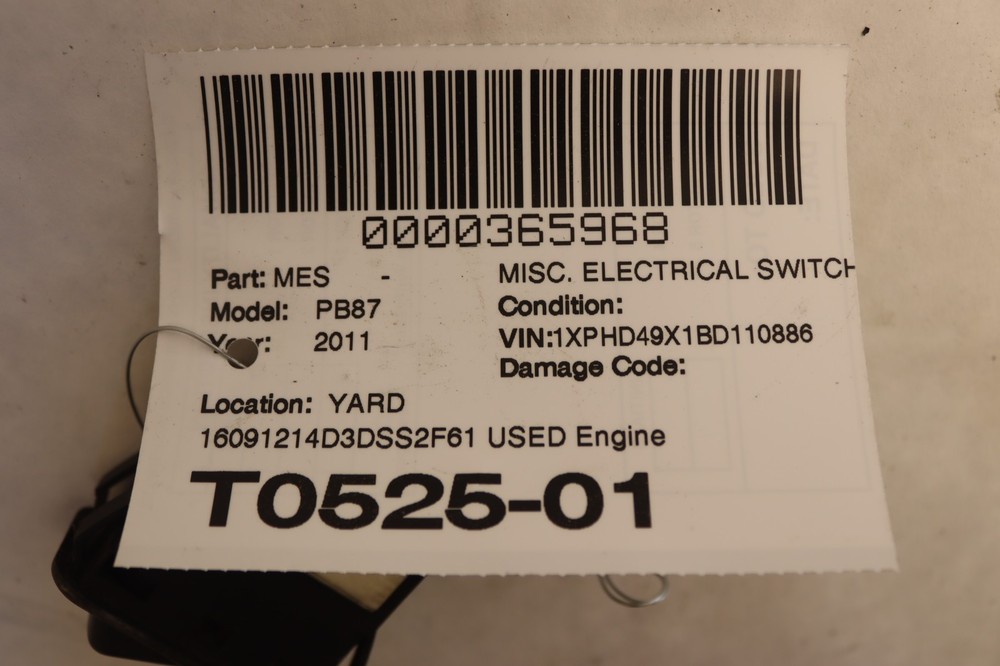 0000365968
Part: MES - MISC. ELECTRICAL SWITCH
Model: PB87 Condition:
Year: 2011 VIN:1XPHD49X1BD110886
Damage Code:
Location: YARD
16091214D3DSS2F61 USED Engine
T0525-01